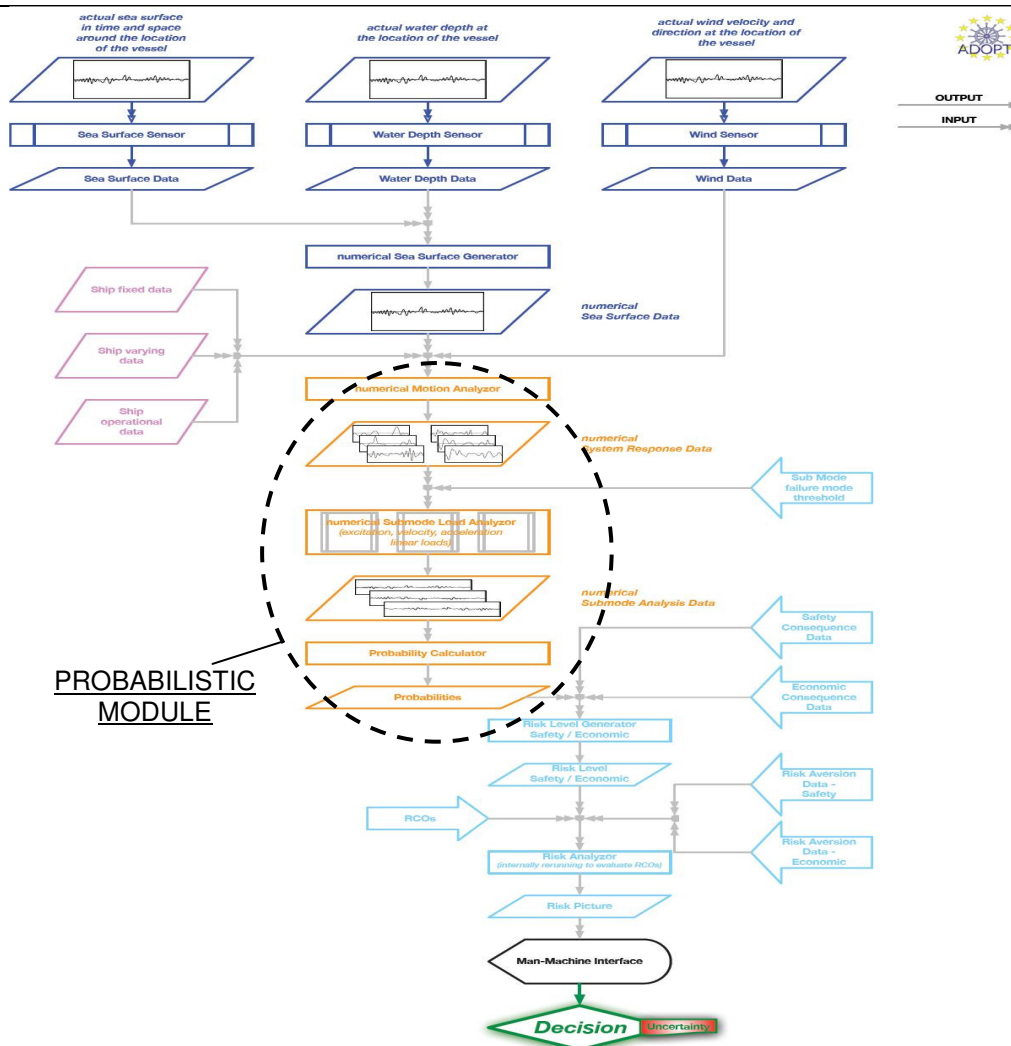 actual sea surface
in time and space
around the location
of the vessel
actual water depth at
the location of the vessel
actual wind velocity and
direction at the location of
the vessel
ADOPT
OUTPUT
INPUT
Sea Surface Sensor
Water Depth Sensor
Wind Sensor
Sea Surface Data
Water Depth Data
Wind Data
numerical Sea Surface Generator
Ship fixed data
numerical
Sea Surface Data
Ship varying
data
numerical Motion Analyzor
Ship
operational
data
numerical
System Response Data
Sub Mode
failure mode
threshold
numerical Submode Load Analyzor
(excitation, velocity, acceleration
linear loads)
numerical
Submode Analysis Data
Safety
Consequence
Data
Probability Calculator
PROBABILISTIC
MODULE
Probabilities
Economic
Consequence
Data
Risk Level Generator
Safety / Economic
Risk Level
Safety / Economic
Risk Aversion
Data -
Safety
RCOs
Risk Analyzor
(internally rerunning to evaluate RCOs)
Risk Aversion
Data -
Economic
Risk Picture
Man-Machine Interface
Decision
Uncertainty